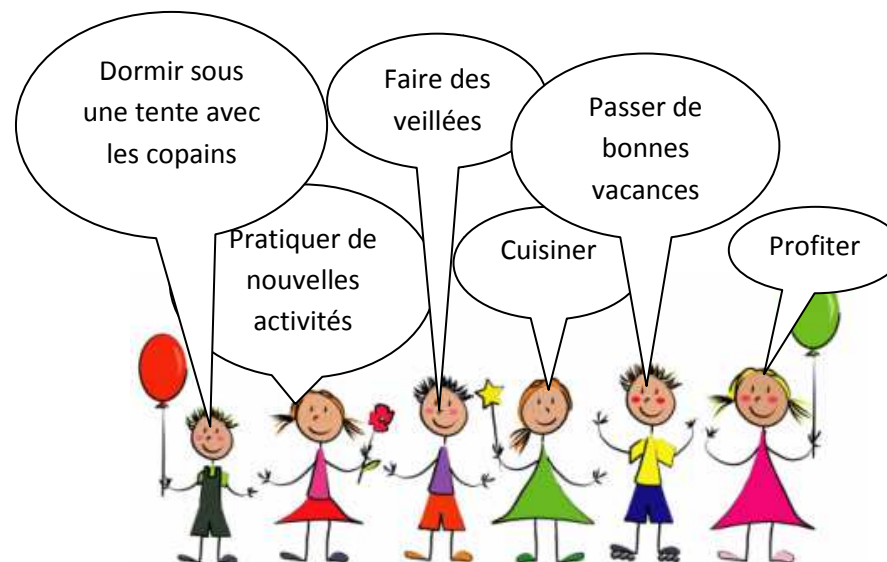 Dormir sous
une tente avec
les copains
Pratiquer de
nouvelles
activités
Faire des
veillées
Cuisiner
Passer de
bonnes
vacances
Profiter